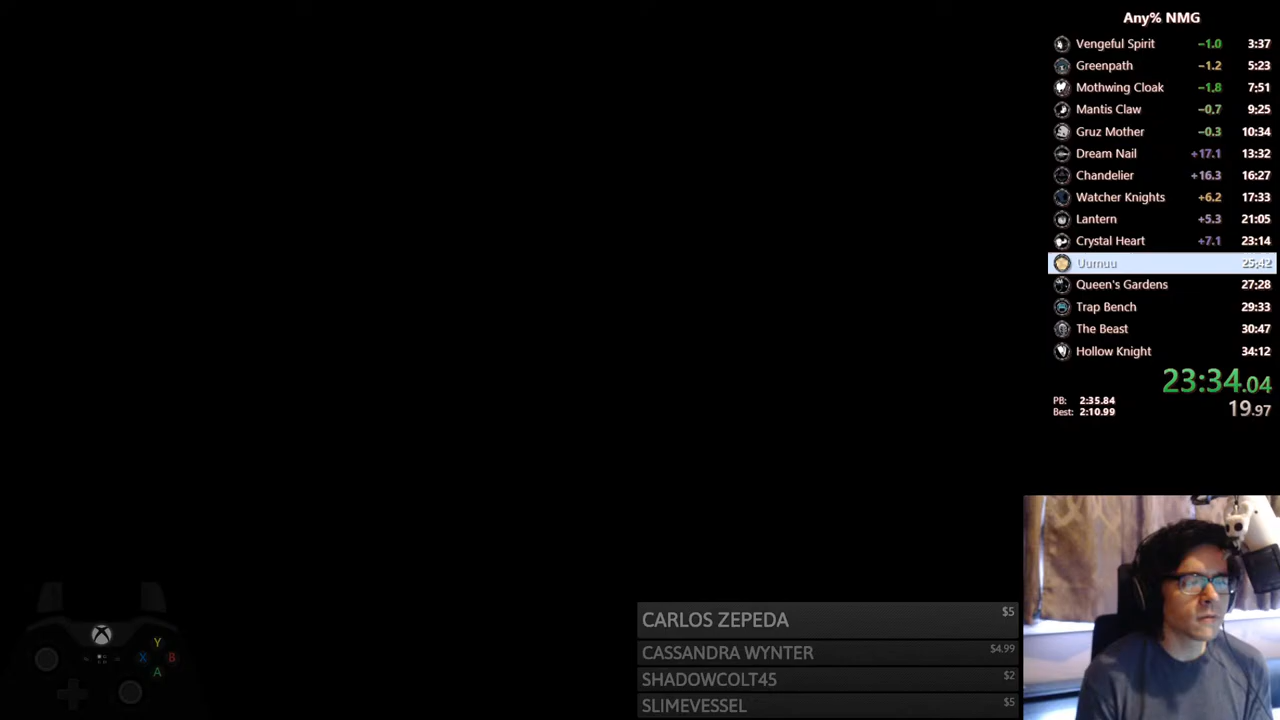 Any% NMG
Vengeful Spirit −1.0 3:37
Greenpath −1.2 5:23
Mothwing Cloak −1.8 7:51
Mantis Claw −0.7 9:25
Gruz Mother −0.3 10:34
Dream Nail +17.1 13:32
Chandelier +16.3 16:27
Watcher Knights +6.2 17:33
Lantern +5.3 21:05
Crystal Heart +7.1 23:14
Uumuu 25:42
Queen's Gardens 27:28
Trap Bench 29:33
The Beast 30:47
Hollow Knight 34:12
23:34.04
PB: 2:35.84
Best: 2:10.99
19.97
CARLOS ZEPEDA $5
CASSANDRA WYNTER $4.99
SHADOWCOLT45 $2
SLIMEVESSEL $5
Y
X B
A